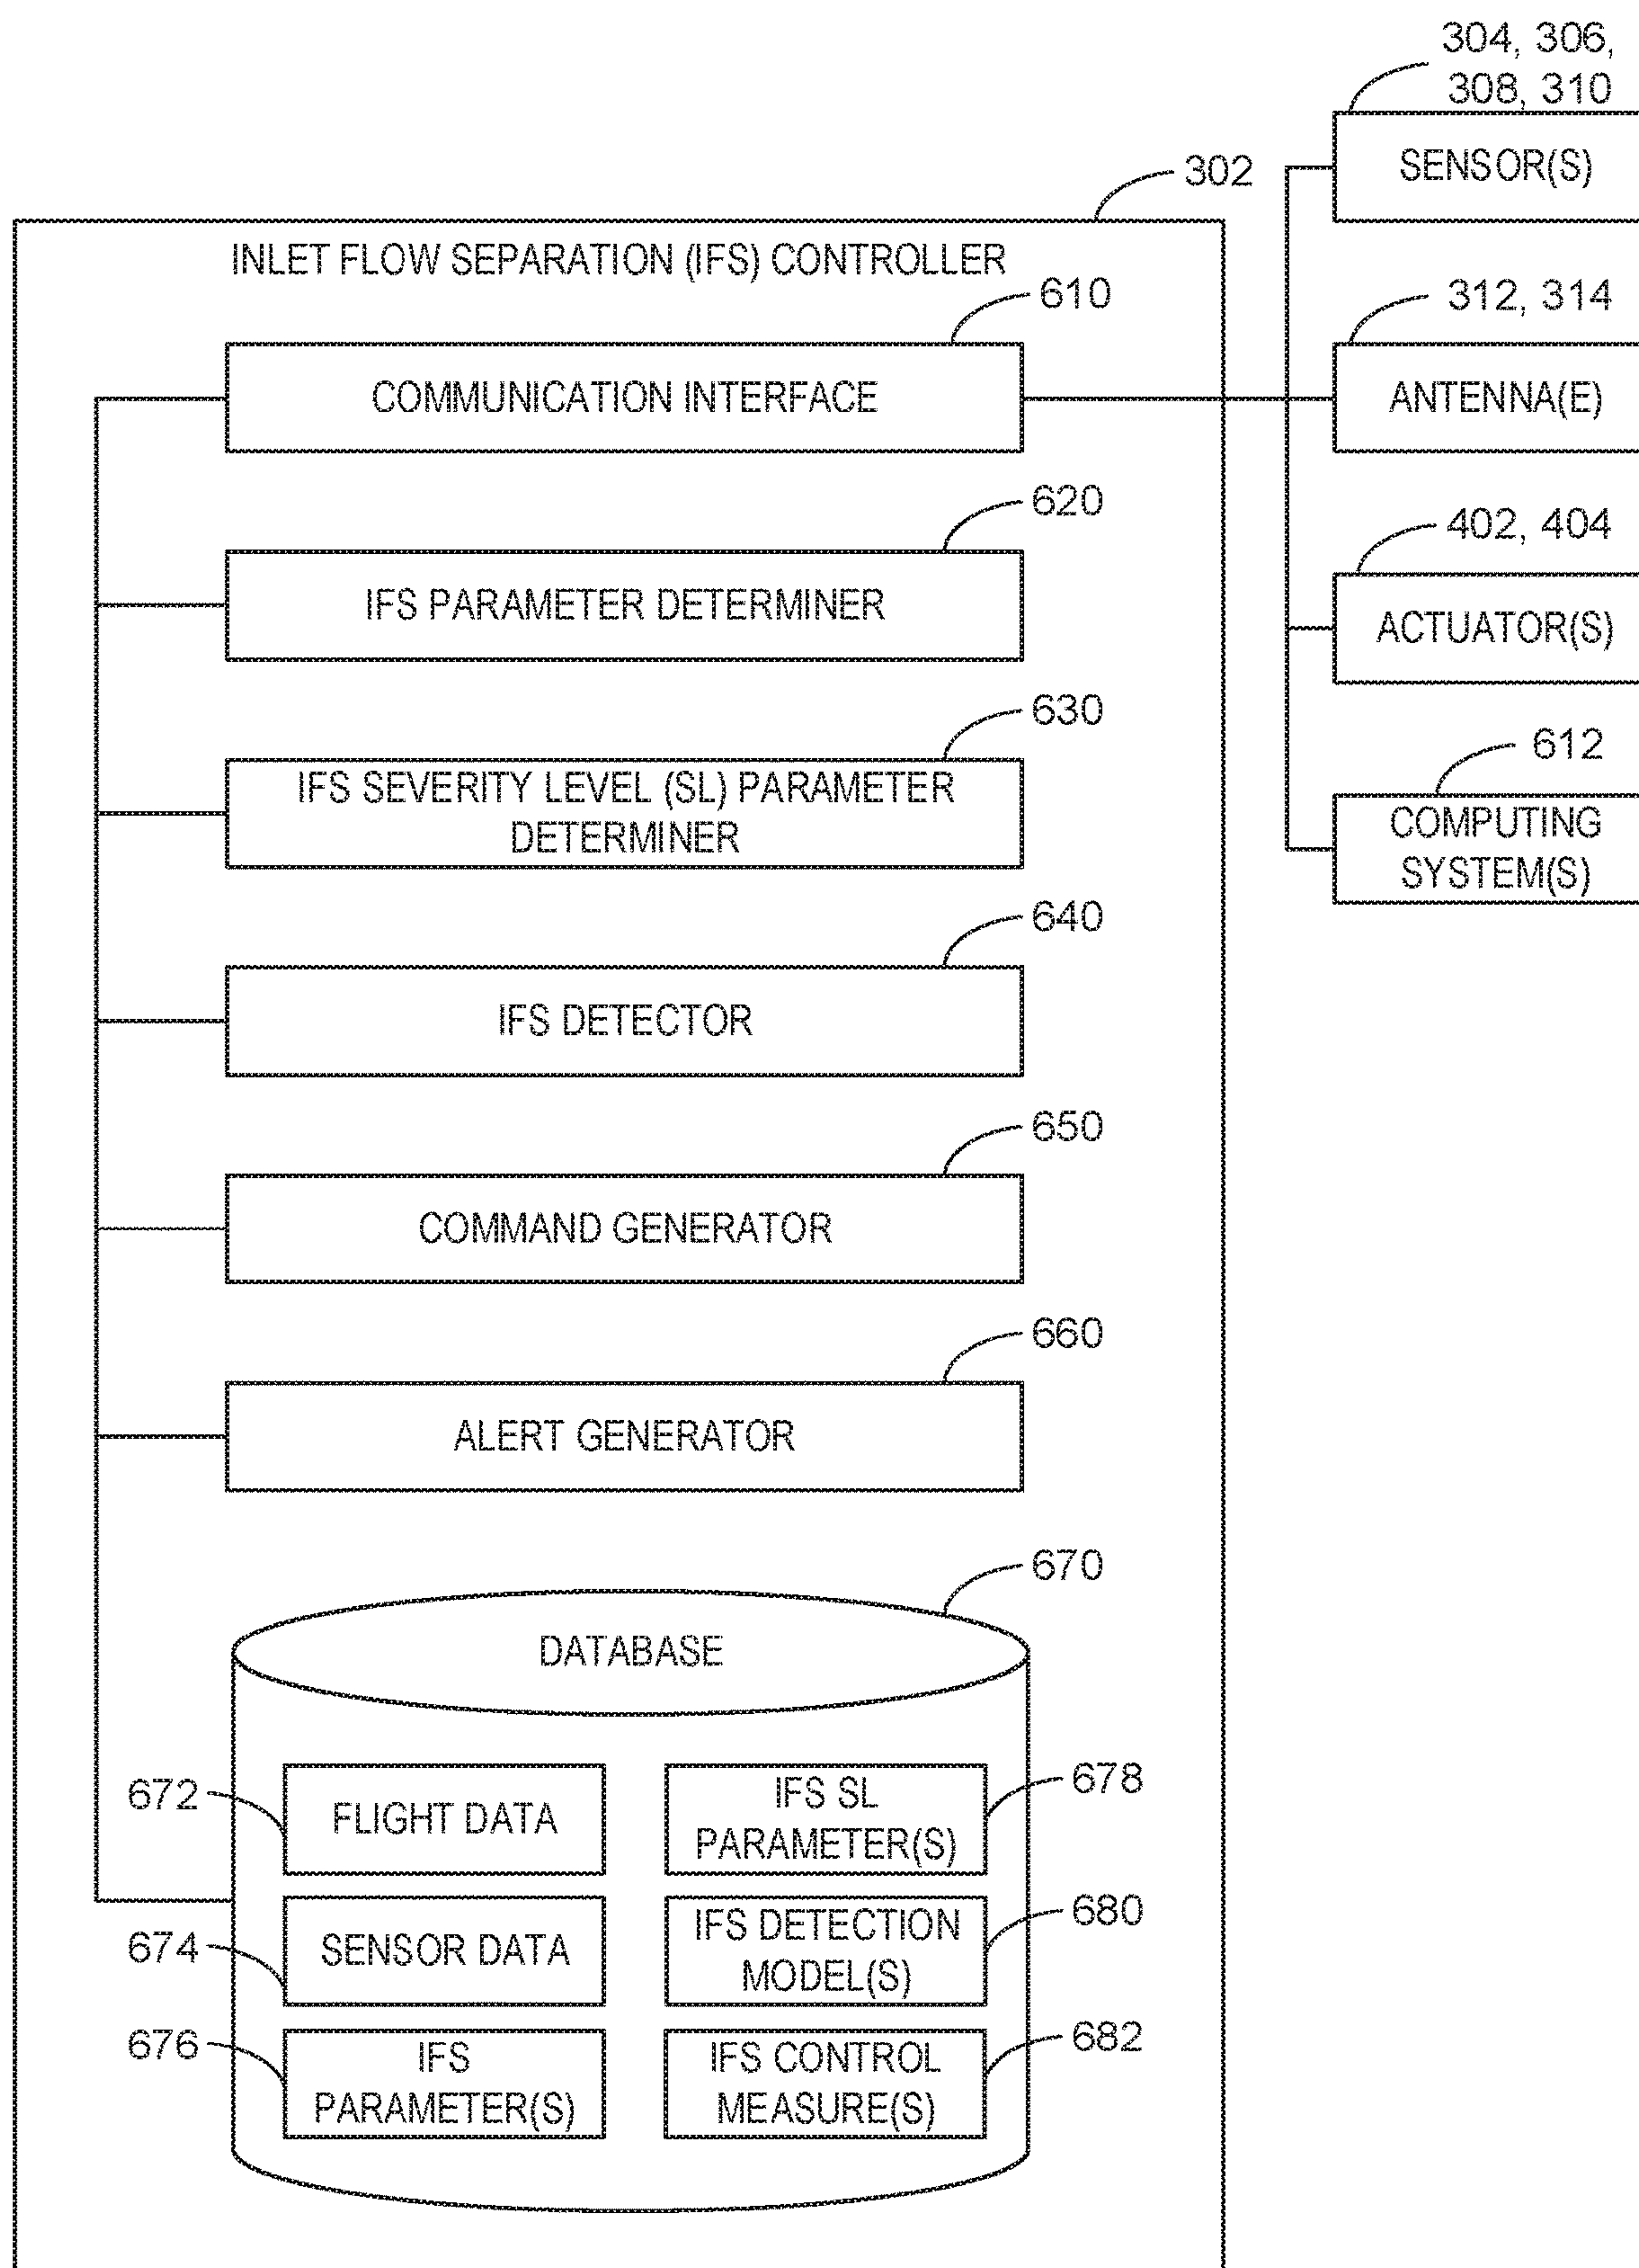 304, 306,
308, 310
SENSOR(S)
302
INLET FLOW SEPARATION (IFS) CONTROLLER
610
312, 314
COMMUNICATION INTERFACE
ANTENNA(E)
620
402, 404
IFS PARAMETER DETERMINER
ACTUATOR(S)
630
612
IFS SEVERITY LEVEL (SL) PARAMETER
DETERMINER
COMPUTING
SYSTEM(S)
640
IFS DETECTOR
650
COMMAND GENERATOR
660
ALERT GENERATOR
670
DATABASE
672
FLIGHT DATA
IFS SL
PARAMETER(S)
678
674
SENSOR DATA
IFS DETECTION
MODEL(S)
680
676
IFS
PARAMETER(S)
IFS CONTROL
MEASURE(S)
682